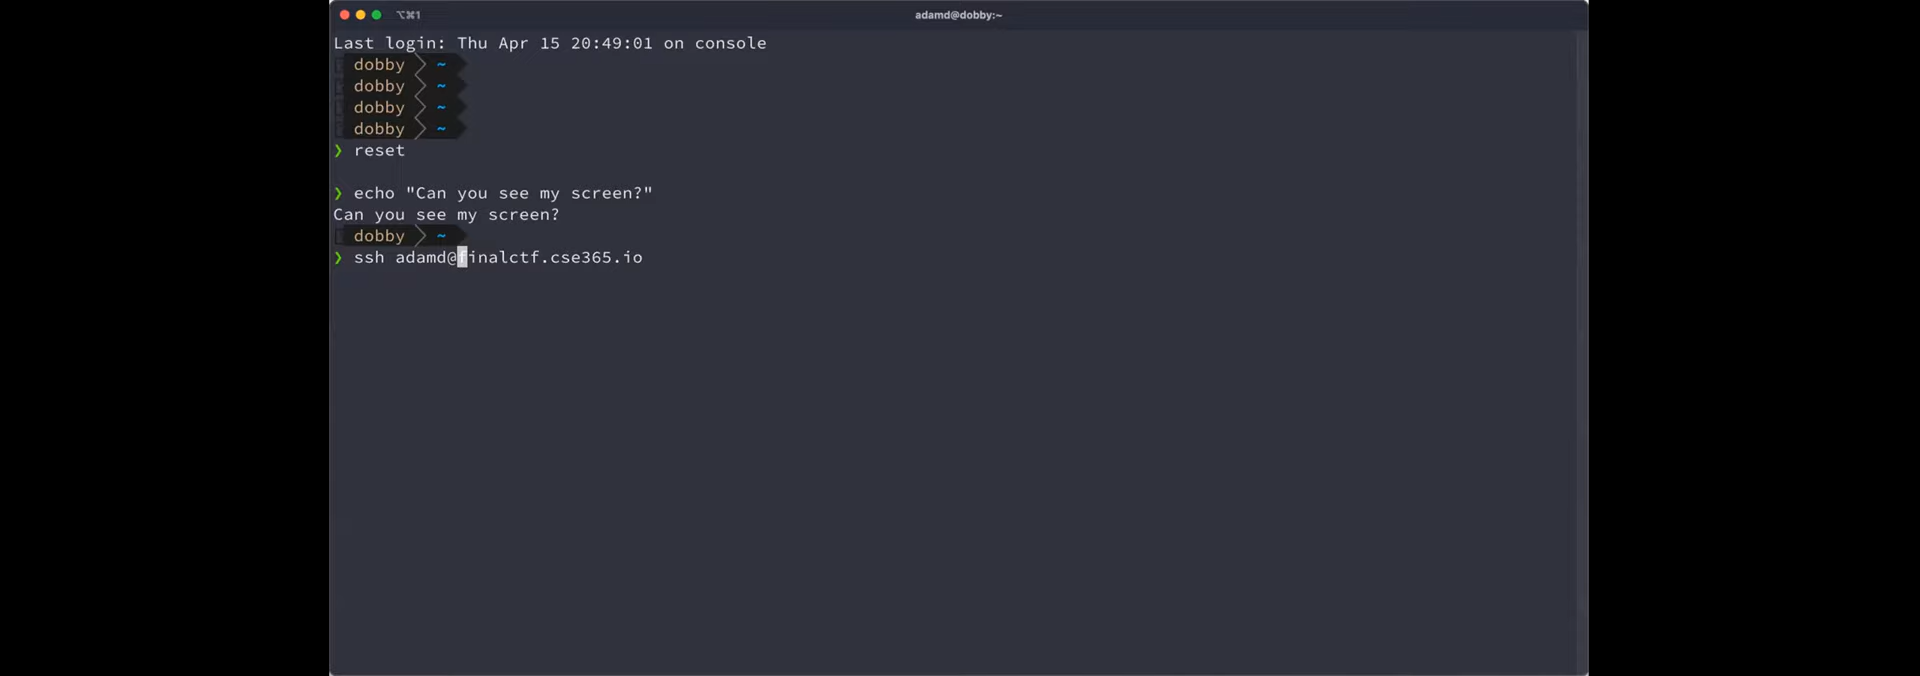 ⌥⌘1
adamd@dobby:~
Last login: Thu Apr 15 20:49:01 on console
dobby ~
dobby ~
dobby ~
dobby ~
❯ reset
❯ echo "Can you see my screen?"
Can you see my screen?
dobby ~
❯ ssh adamd@finalctf.cse365.io